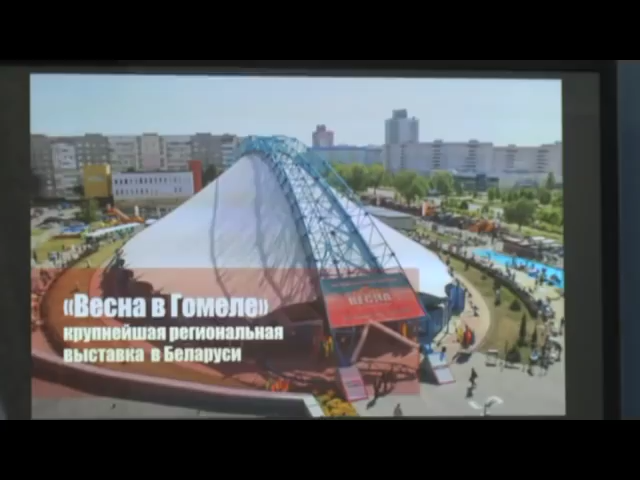 ВЕСНА
«Весна в Гомеле»
крупнейшая региональная
выставка в Беларуси